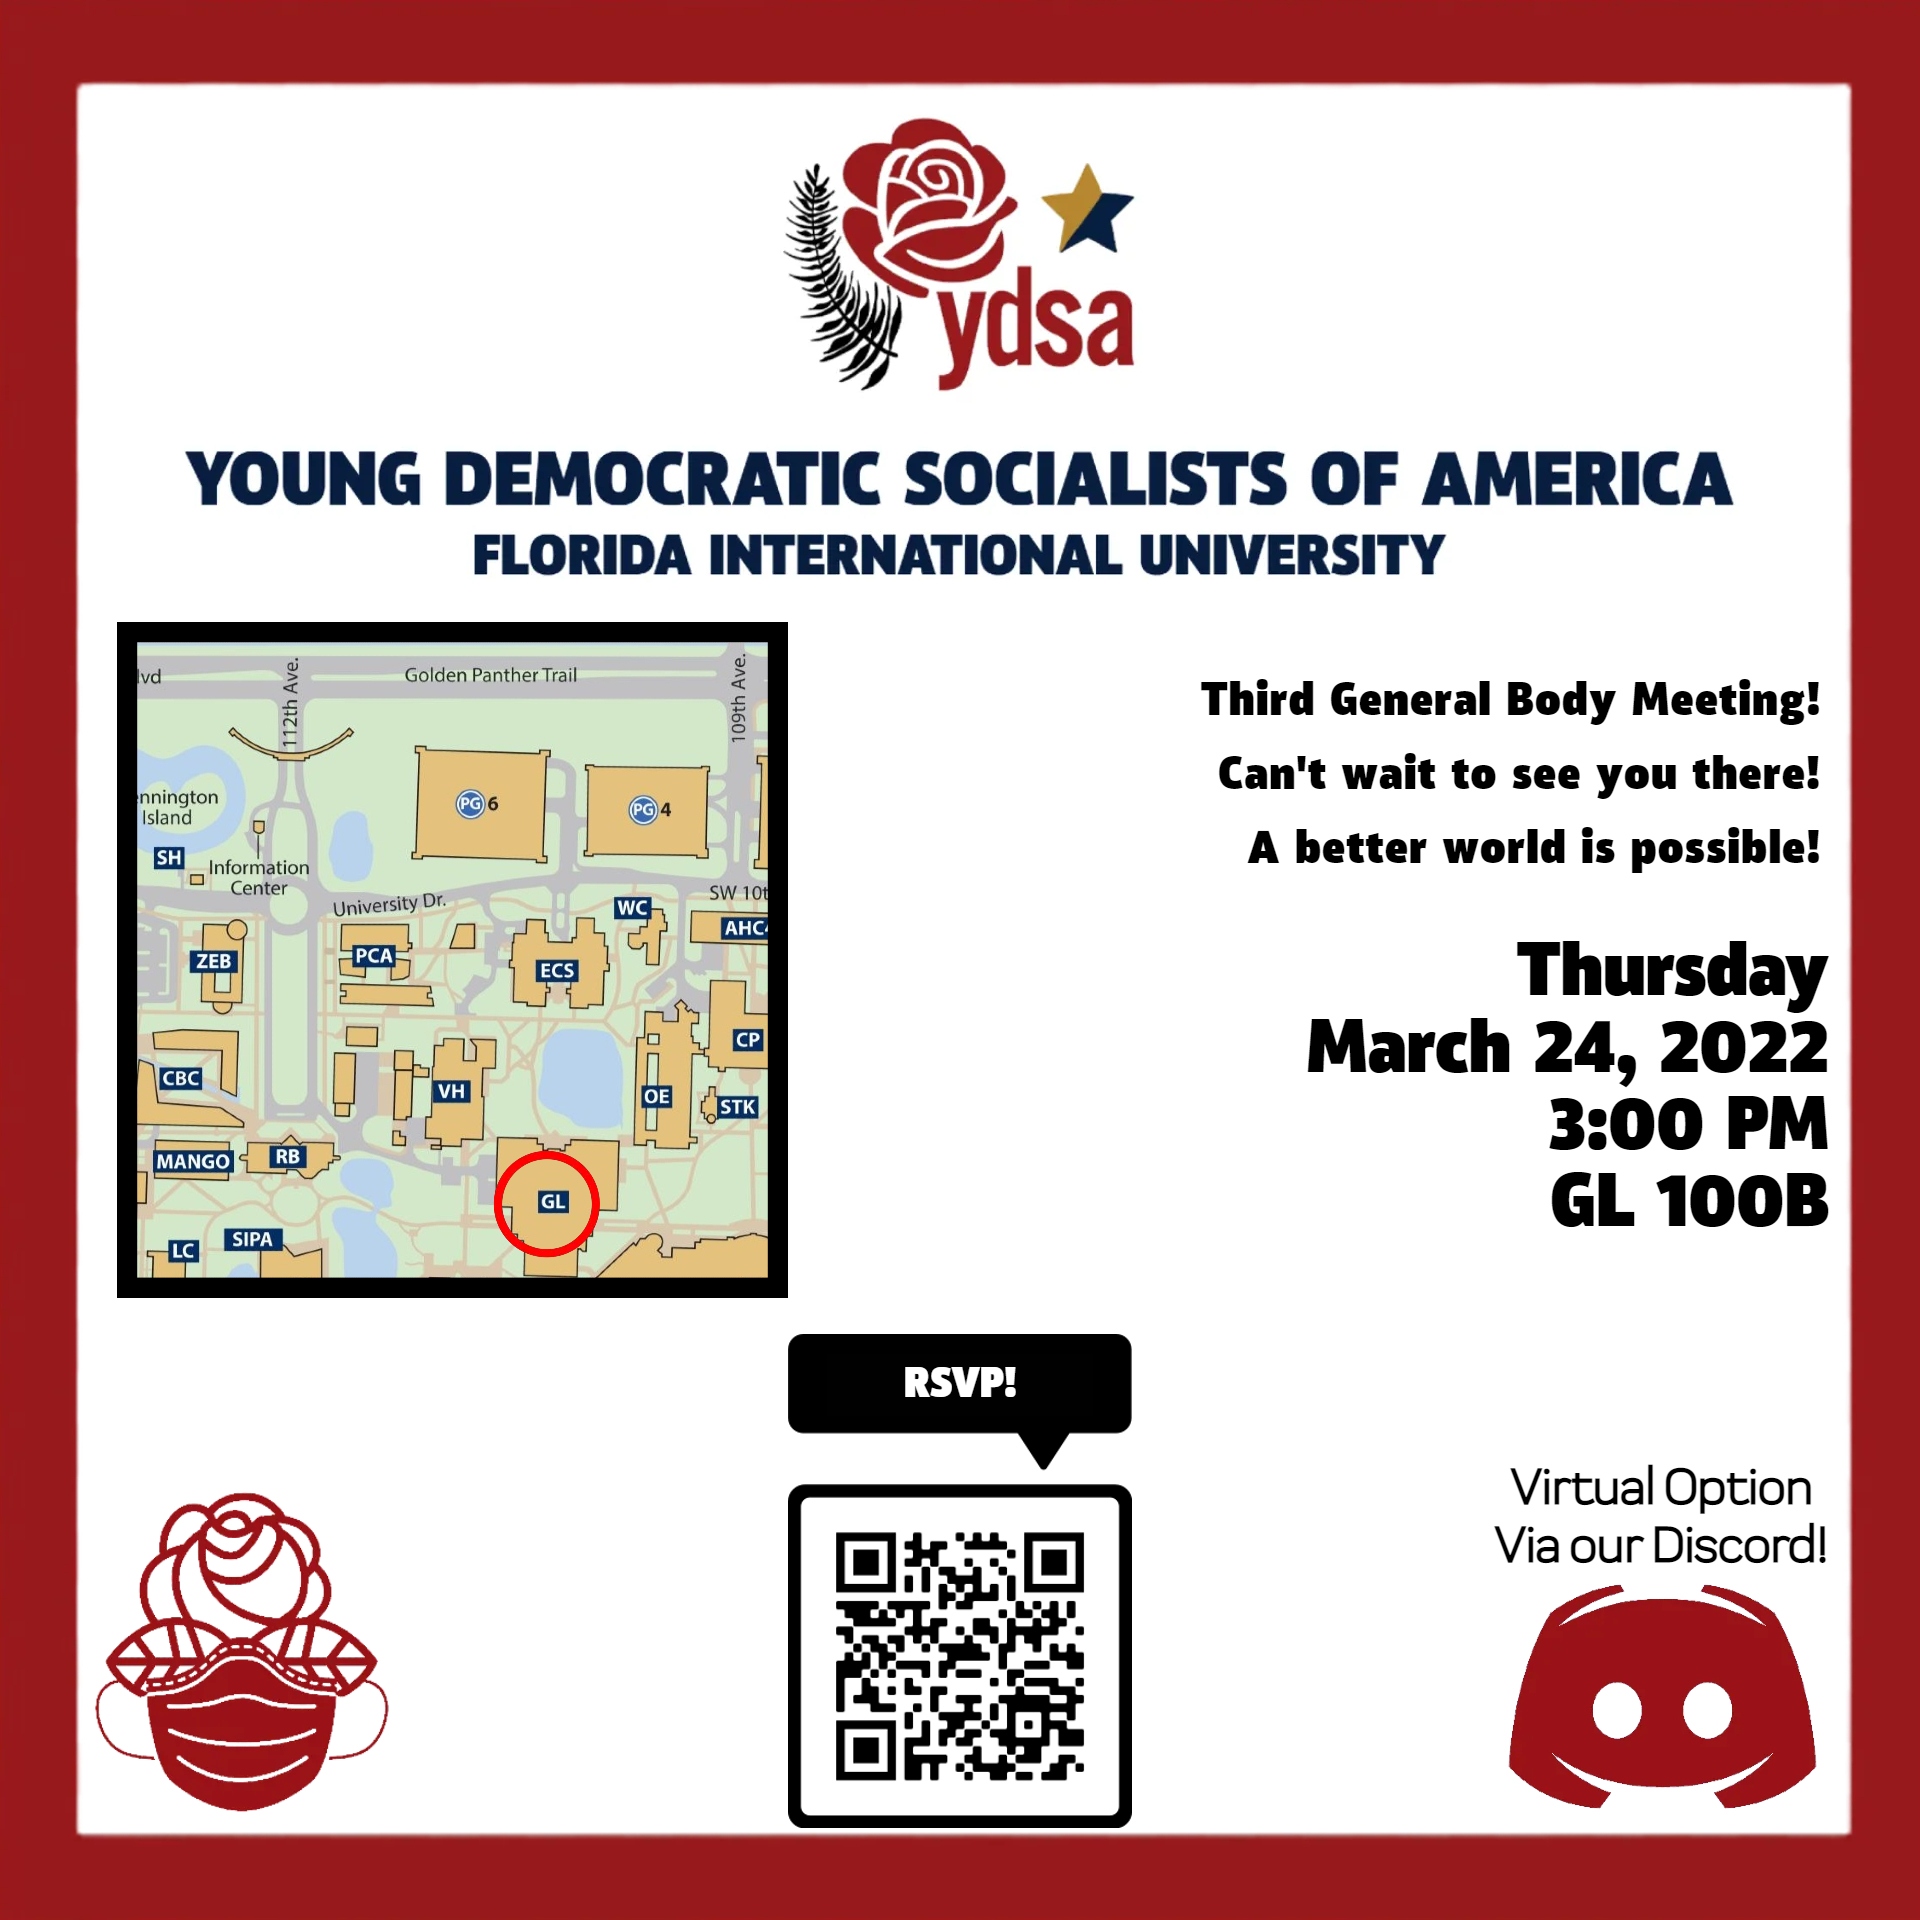 ydsa
YOUNG DEMOCRATIC SOCIALISTS OF AMERICA
FLORIDA INTERNATIONAL UNIVERSITY
lvd
112th Ave.
Golden Panther Trail
109th Ave.
PG 6
PG 4
nnington
Island
SH
Information
Center
University Dr.
SW 10t
WC
AHC4
ZEB
PCA
ECS
CP
CBC
VH
OE
STK
MANGO
RB
GL
SIPA
LC
Third General Body Meeting!
Can't wait to see you there!
A better world is possible!
Thursday
March 24, 2022
3:00 PM
GL 100B
RSVP!
Virtual Option
Via our Discord!